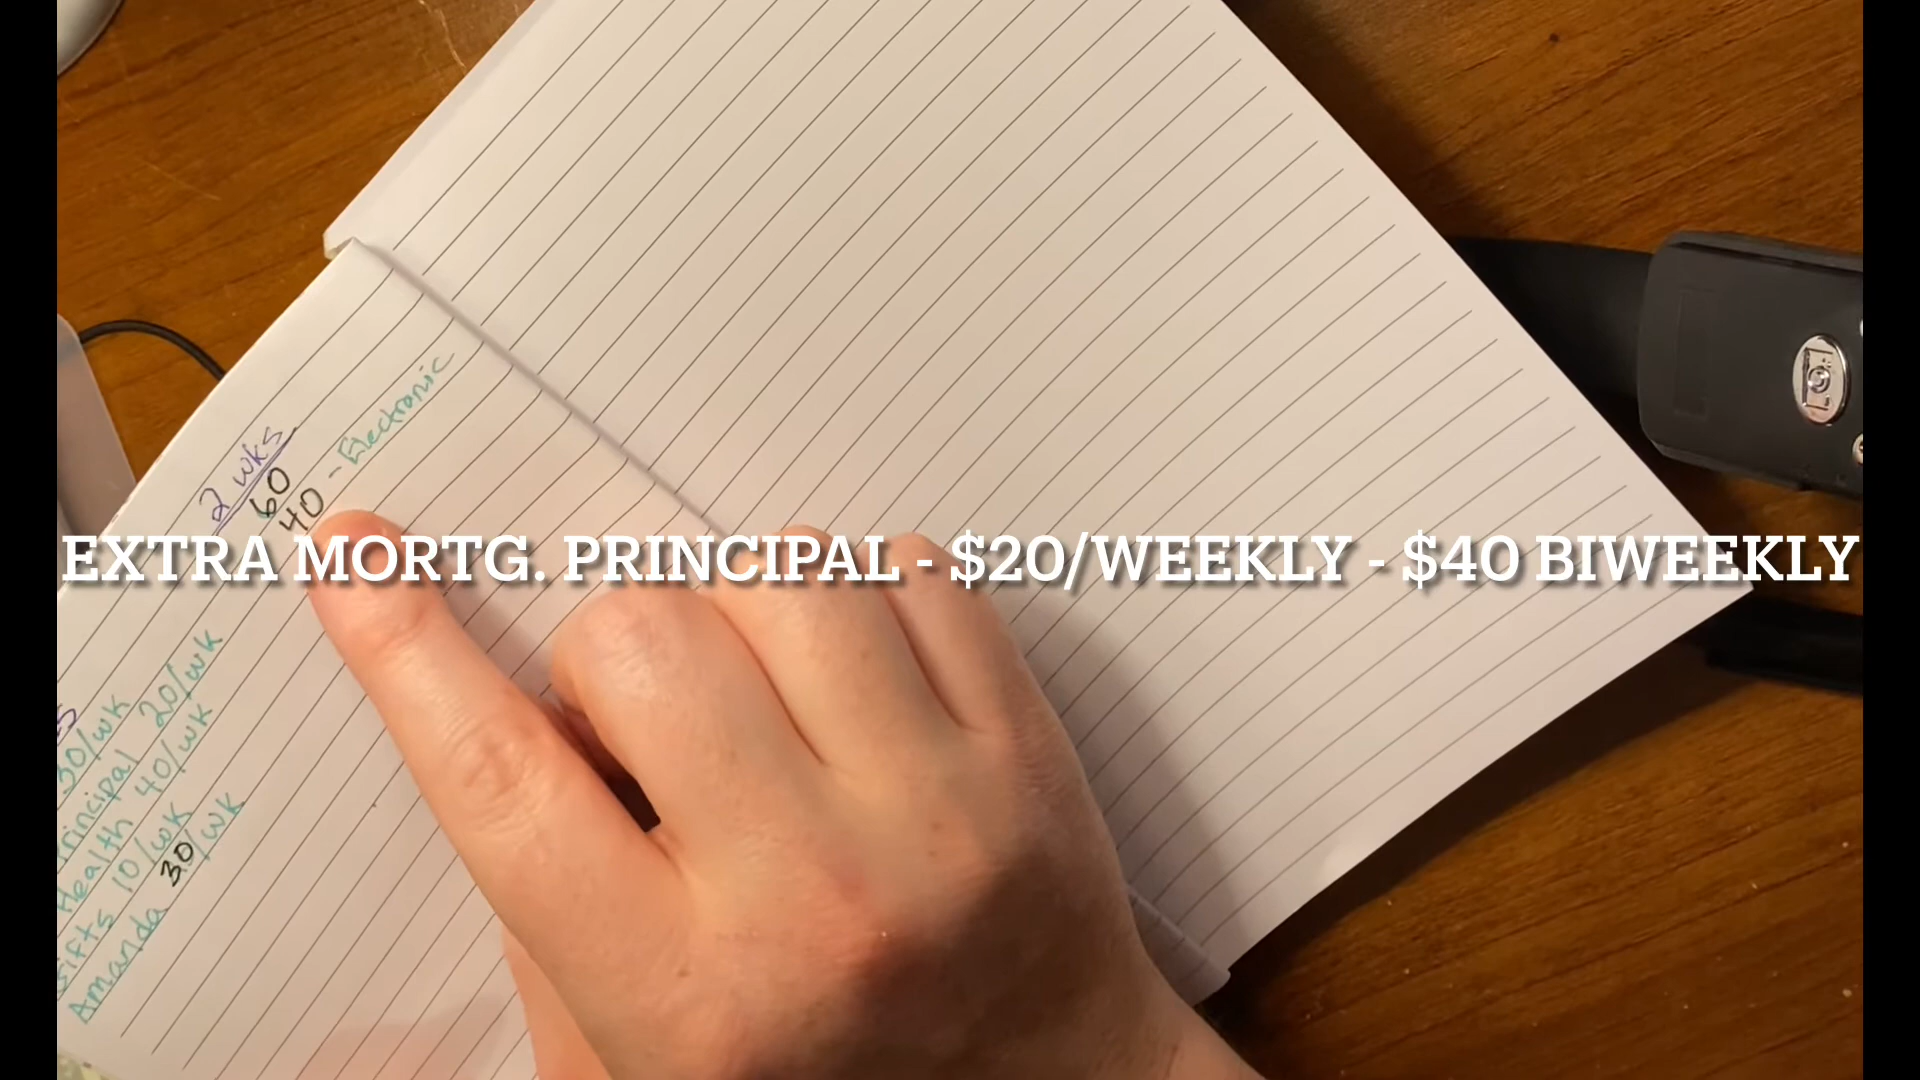 2 wks
60
40 - Electronic
EXTRA MORTG. PRINCIPAL - $20/WEEKLY - $40 BIWEEKLY
30/wk
Principal 20/wk
Health 40/wk
Gifts 10/wk
Amanda 30/wk